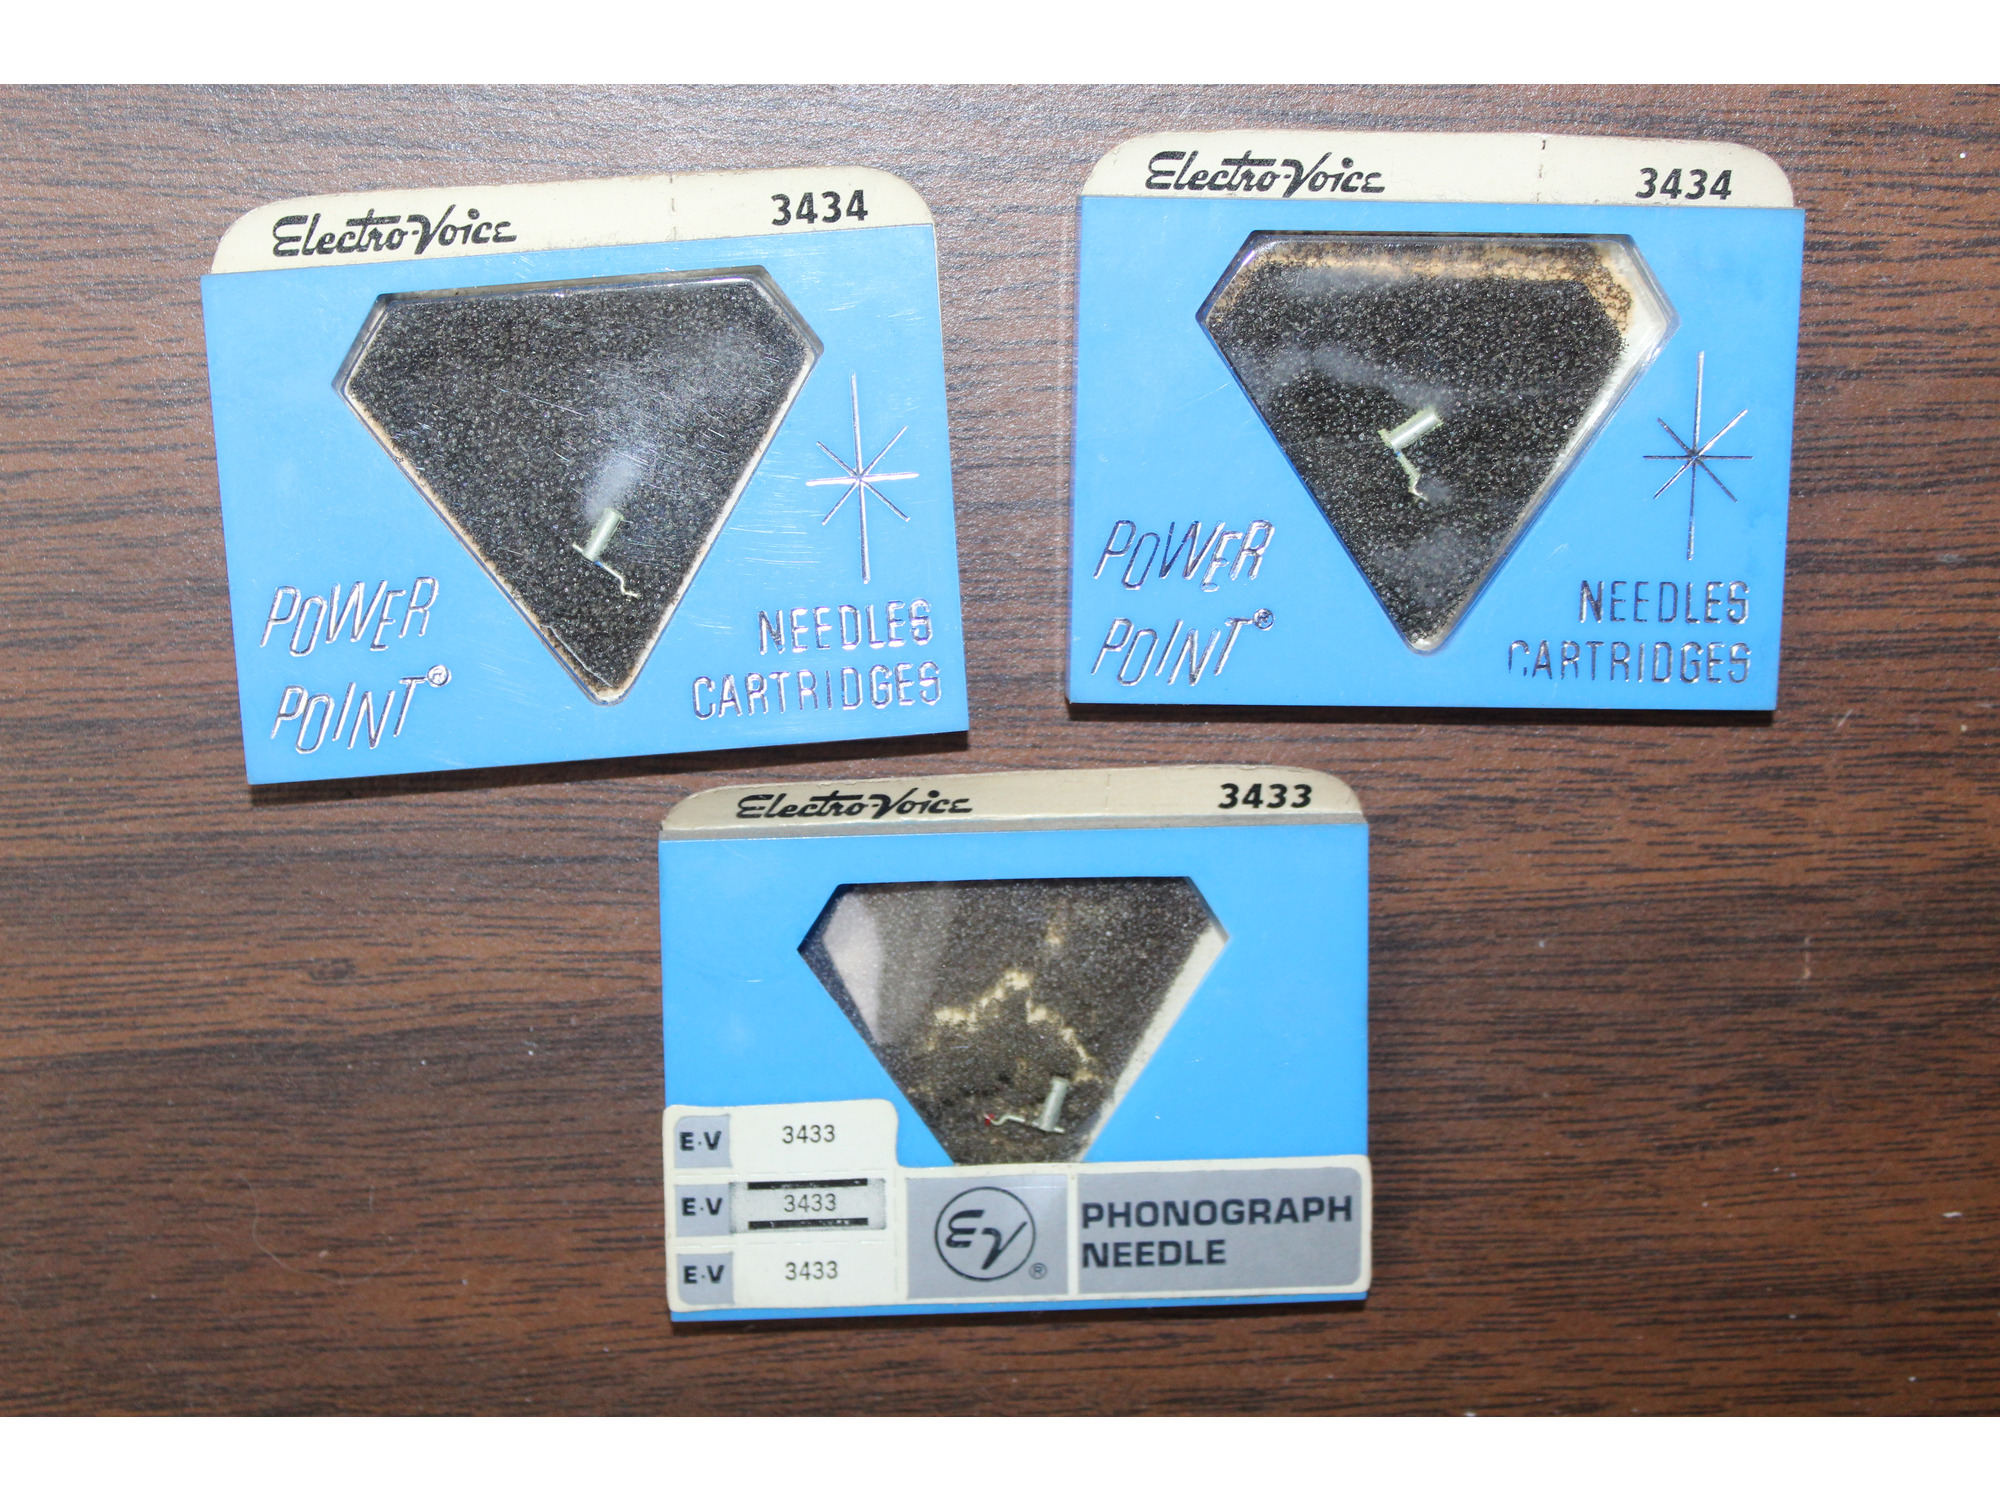 Electro-Voice 3434
POWER
POINT®
NEEDLES
CARTRIDGES
Electro-Voice 3434
POWER
POINT®
NEEDLES
CARTRIDGES
Electro-Voice 3433
E·V 3433
E·V 3433
E·V 3433
EV®
PHONOGRAPH
NEEDLE